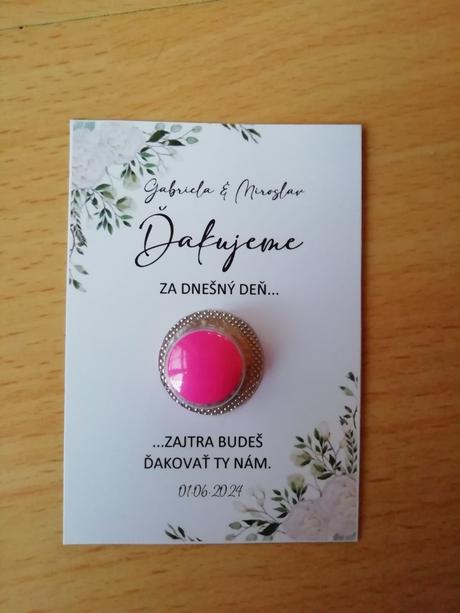 Gabriela & Miroslav
Ďakujeme
ZA DNEŠNÝ DEŇ...
...ZAJTRA BUDEŠ
ĎAKOVAŤ TY NÁM.
01.06.2024